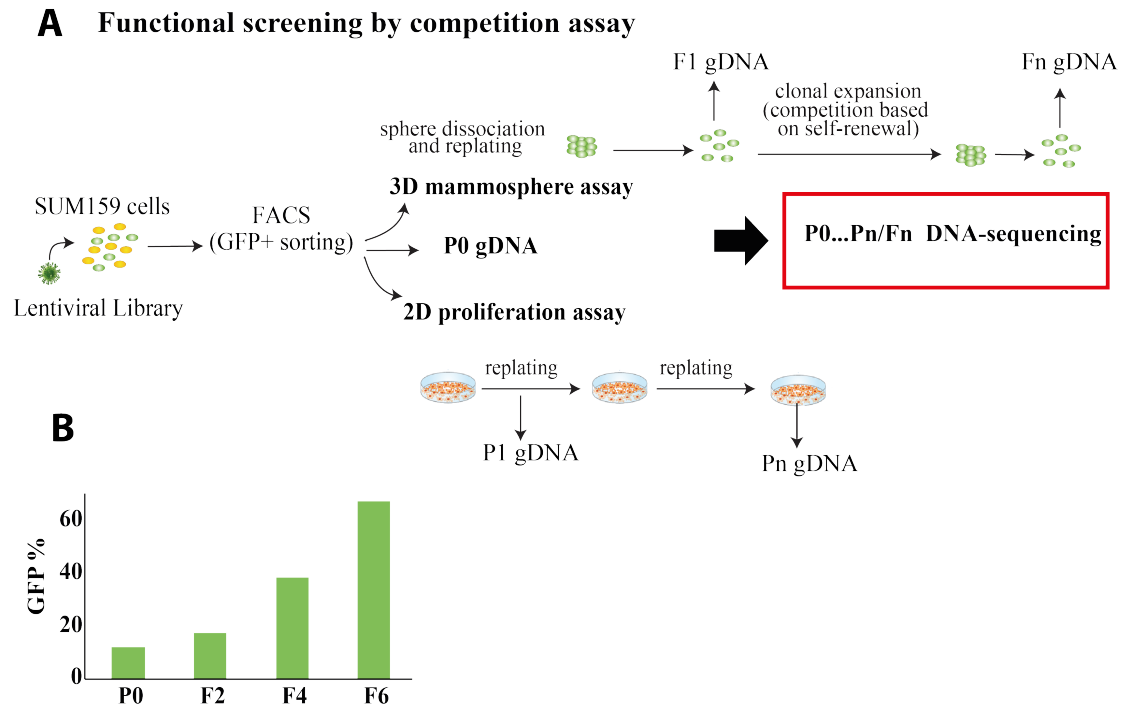 A Functional screening by competition assay
F1 gDNA
Fn gDNA
clonal expansion
(competition based
on self-renewal)
sphere dissociation
and replating
3D mammosphere assay
SUM159 cells
FACS
(GFP+ sorting)
P0 gDNA
P0...Pn/Fn DNA-sequencing
Lentiviral Library
2D proliferation assay
replating
replating
P1 gDNA
Pn gDNA
B
GFP %
60
40
20
0
P0 F2 F4 F6